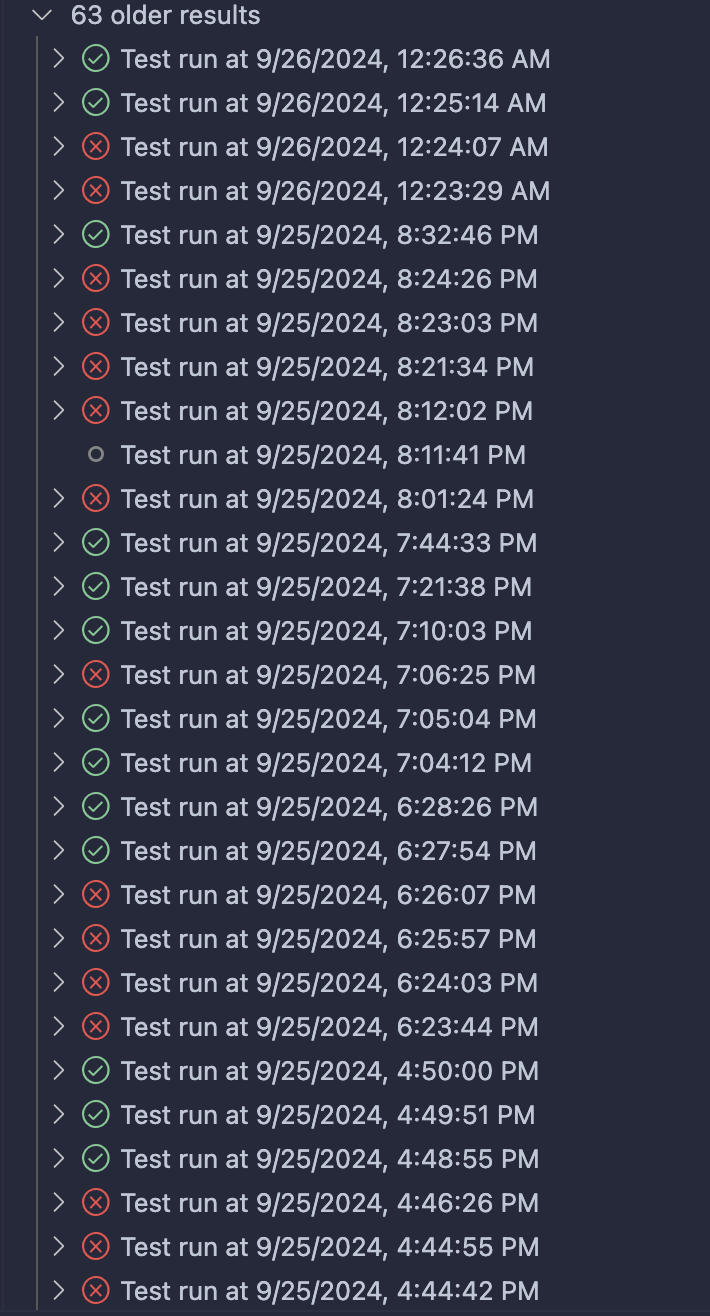 63 older results
Test run at 9/26/2024, 12:26:36 AM
Test run at 9/26/2024, 12:25:14 AM
Test run at 9/26/2024, 12:24:07 AM
Test run at 9/26/2024, 12:23:29 AM
Test run at 9/25/2024, 8:32:46 PM
Test run at 9/25/2024, 8:24:26 PM
Test run at 9/25/2024, 8:23:03 PM
Test run at 9/25/2024, 8:21:34 PM
Test run at 9/25/2024, 8:12:02 PM
Test run at 9/25/2024, 8:11:41 PM
Test run at 9/25/2024, 8:01:24 PM
Test run at 9/25/2024, 7:44:33 PM
Test run at 9/25/2024, 7:21:38 PM
Test run at 9/25/2024, 7:10:03 PM
Test run at 9/25/2024, 7:06:25 PM
Test run at 9/25/2024, 7:05:04 PM
Test run at 9/25/2024, 7:04:12 PM
Test run at 9/25/2024, 6:28:26 PM
Test run at 9/25/2024, 6:27:54 PM
Test run at 9/25/2024, 6:26:07 PM
Test run at 9/25/2024, 6:25:57 PM
Test run at 9/25/2024, 6:24:03 PM
Test run at 9/25/2024, 6:23:44 PM
Test run at 9/25/2024, 4:50:00 PM
Test run at 9/25/2024, 4:49:51 PM
Test run at 9/25/2024, 4:48:55 PM
Test run at 9/25/2024, 4:46:26 PM
Test run at 9/25/2024, 4:44:55 PM
Test run at 9/25/2024, 4:44:42 PM